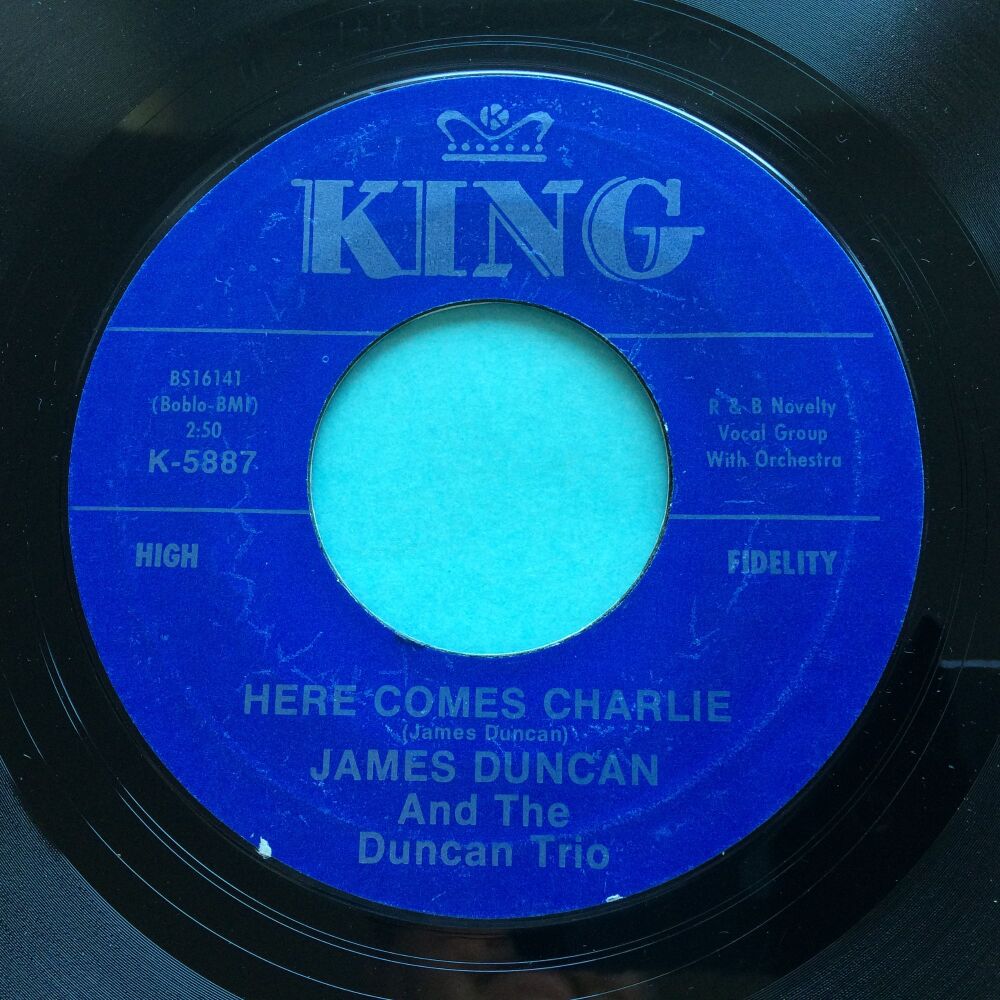 K
KING
BS16141
(Boblo-BMI)
2:50
K-5887
R & B Novelty
Vocal Group
With Orchestra
HIGH
FIDELITY
HERE COMES CHARLIE
(James Duncan)
JAMES DUNCAN
And The
Duncan Trio